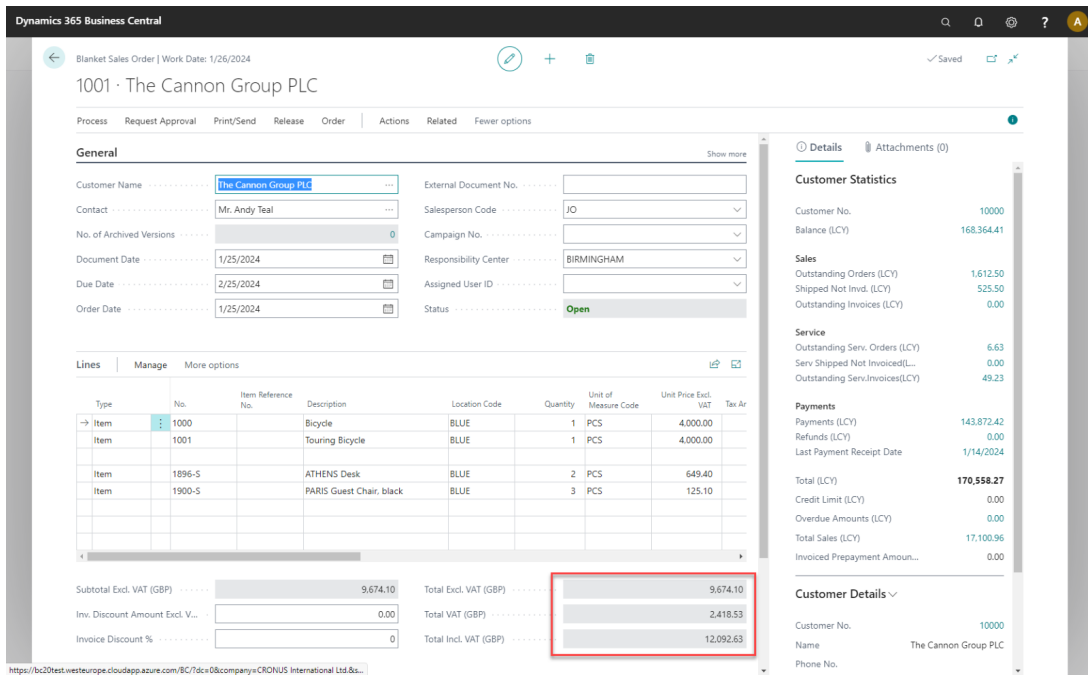 Dynamics 365 Business Central
?
A
Blanket Sales Order | Work Date: 1/26/2024
Saved
1001 · The Cannon Group PLC
Process Request Approval Print/Send Release Order Actions Related Fewer options
General
Show more
Customer Name The Cannon Group PLC
External Document No.
Contact Mr. Andy Teal
Salesperson Code JO
No. of Archived Versions 0
Campaign No.
Document Date 1/25/2024
Responsibility Center BIRMINGHAM
Due Date 2/25/2024
Assigned User ID
Order Date 1/25/2024
Status Open
Lines Manage More options
Type No. Item Reference No. Description Location Code Quantity Unit of Measure Code Unit Price Excl. VAT Tax Ar
Item 1000 Bicycle BLUE 1 PCS 4,000.00
Item 1001 Touring Bicycle BLUE 1 PCS 4,000.00
Item 1896-S ATHENS Desk BLUE 2 PCS 649.40
Item 1900-S PARIS Guest Chair, black BLUE 3 PCS 125.10
Subtotal Excl. VAT (GBP) 9,674.10
Total Excl. VAT (GBP) 9,674.10
Inv. Discount Amount Excl. V... 0.00
Total VAT (GBP) 2,418.53
Invoice Discount % 0
Total Incl. VAT (GBP) 12,092.63
Details Attachments (0)
Customer Statistics
Customer No. 10000
Balance (LCY) 168,364.41
Sales
Outstanding Orders (LCY) 1,612.50
Shipped Not Invd. (LCY) 525.50
Outstanding Invoices (LCY) 0.00
Service
Outstanding Serv. Orders (LCY) 6.63
Serv Shipped Not Invoiced(L... 0.00
Outstanding Serv.Invoices(LCY) 49.23
Payments
Payments (LCY) 143,872.42
Refunds (LCY) 0.00
Last Payment Receipt Date 1/14/2024
Total (LCY) 170,558.27
Credit Limit (LCY) 0.00
Overdue Amounts (LCY) 0.00
Total Sales (LCY) 17,100.96
Invoiced Prepayment Amoun... 0.00
Customer Details
Customer No. 10000
Name The Cannon Group PLC
Phone No.
https://bc20test.westeurope.cloudapp.azure.com/BC/?dc=0&company=CRONUS International Ltd.&s...